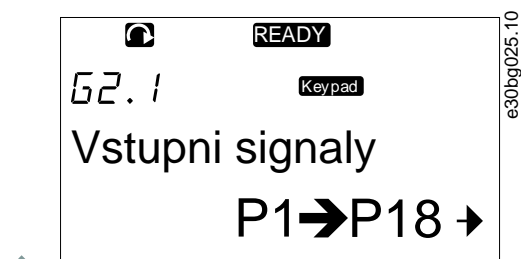 READY
G2.1 Keypad
Vstupni signaly
P1➔P18
e30bg025.10